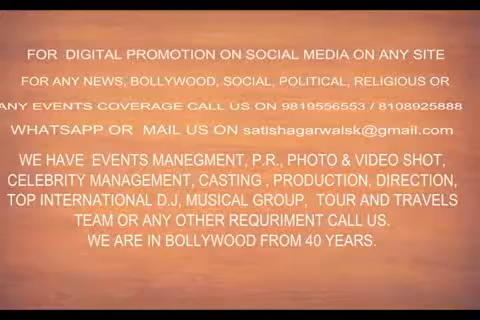 FOR DIGITAL PROMOTION ON SOCIAL MEDIA ON ANY SITE
FOR ANY NEWS, BOLLYWOOD, SOCIAL, POLITICAL, RELIGIOUS OR
ANY EVENTS COVERAGE CALL US ON 9819556553 / 8108925888
WHATSAPP OR MAIL US ON satishagarwalsk@gmail.com
WE HAVE EVENTS MANEGMENT, P.R., PHOTO & VIDEO SHOT,
CELEBRITY MANAGEMENT, CASTING , PRODUCTION, DIRECTION,
TOP INTERNATIONAL D.J, MUSICAL GROUP, TOUR AND TRAVELS
TEAM OR ANY OTHER REQURIMENT CALL US.
WE ARE IN BOLLYWOOD FROM 40 YEARS.